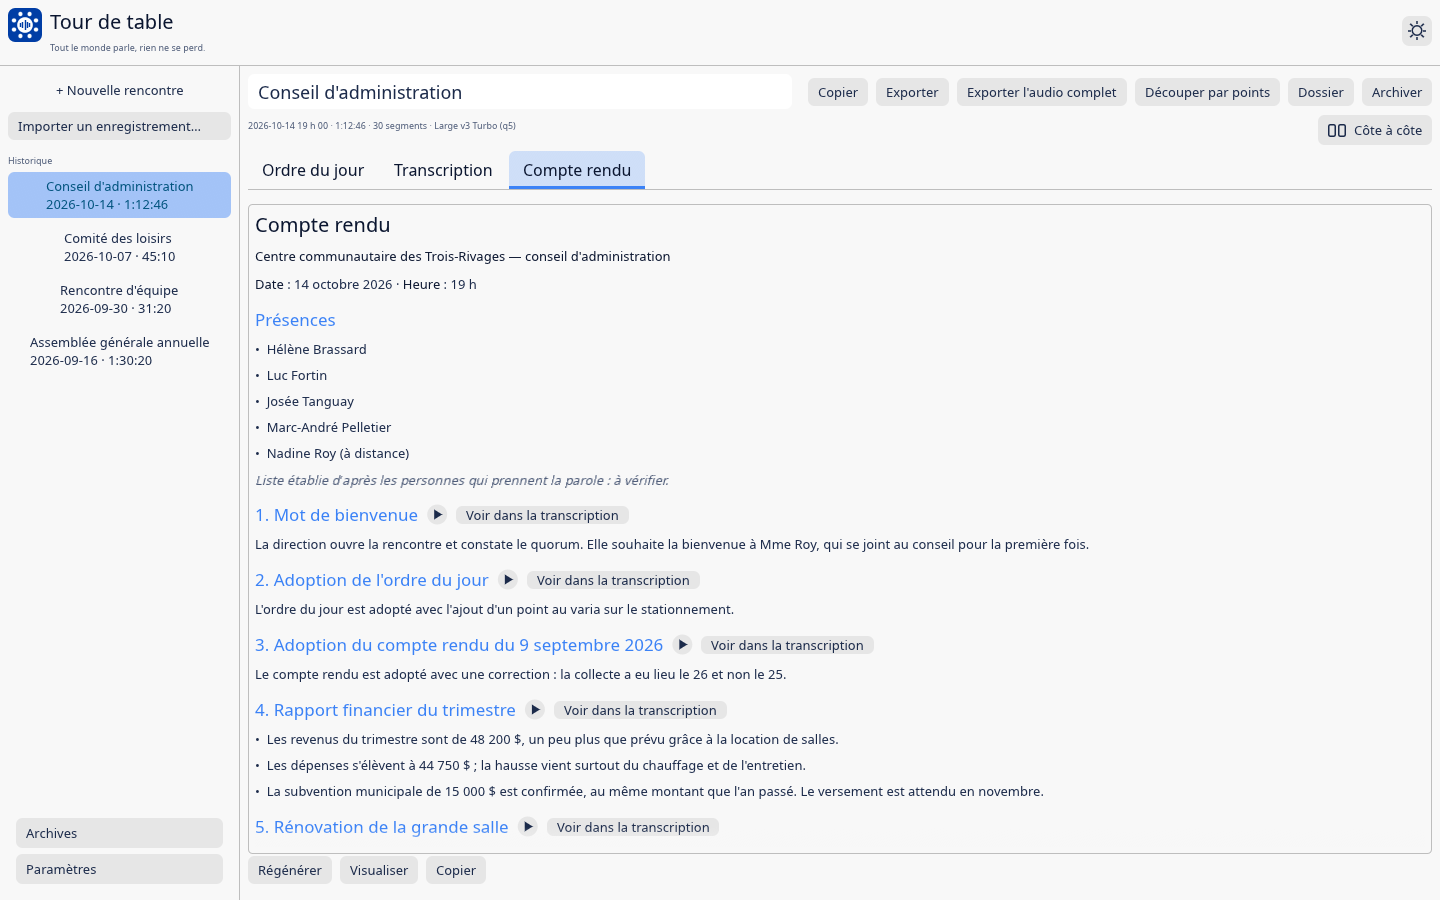 Tour de table
Tout le monde parle, rien ne se perd.
+ Nouvelle rencontre
Importer un enregistrement...
Historique
Conseil d'administration
2026-10-14 · 1:12:46
Comité des loisirs
2026-10-07 · 45:10
Rencontre d'équipe
2026-09-30 · 31:20
Assemblée générale annuelle
2026-09-16 · 1:30:20
Archives
Paramètres
Conseil d'administration
Copier
Exporter
Exporter l'audio complet
Découper par points
Dossier
Archiver
2026-10-14 19 h 00 · 1:12:46 · 30 segments · Large v3 Turbo (q5)
Côte à côte
Ordre du jour
Transcription
Compte rendu
Compte rendu
Centre communautaire des Trois-Rivages — conseil d'administration
Date : 14 octobre 2026 · Heure : 19 h
Présences
• Hélène Brassard
• Luc Fortin
• Josée Tanguay
• Marc-André Pelletier
• Nadine Roy (à distance)
Liste établie d'après les personnes qui prennent la parole : à vérifier.
1. Mot de bienvenue Voir dans la transcription
La direction ouvre la rencontre et constate le quorum. Elle souhaite la bienvenue à Mme Roy, qui se joint au conseil pour la première fois.
2. Adoption de l'ordre du jour Voir dans la transcription
L'ordre du jour est adopté avec l'ajout d'un point au varia sur le stationnement.
3. Adoption du compte rendu du 9 septembre 2026 Voir dans la transcription
Le compte rendu est adopté avec une correction : la collecte a eu lieu le 26 et non le 25.
4. Rapport financier du trimestre Voir dans la transcription
• Les revenus du trimestre sont de 48 200 $, un peu plus que prévu grâce à la location de salles.
• Les dépenses s'élèvent à 44 750 $ ; la hausse vient surtout du chauffage et de l'entretien.
• La subvention municipale de 15 000 $ est confirmée, au même montant que l'an passé. Le versement est attendu en novembre.
5. Rénovation de la grande salle Voir dans la transcription
Régénérer
Visualiser
Copier